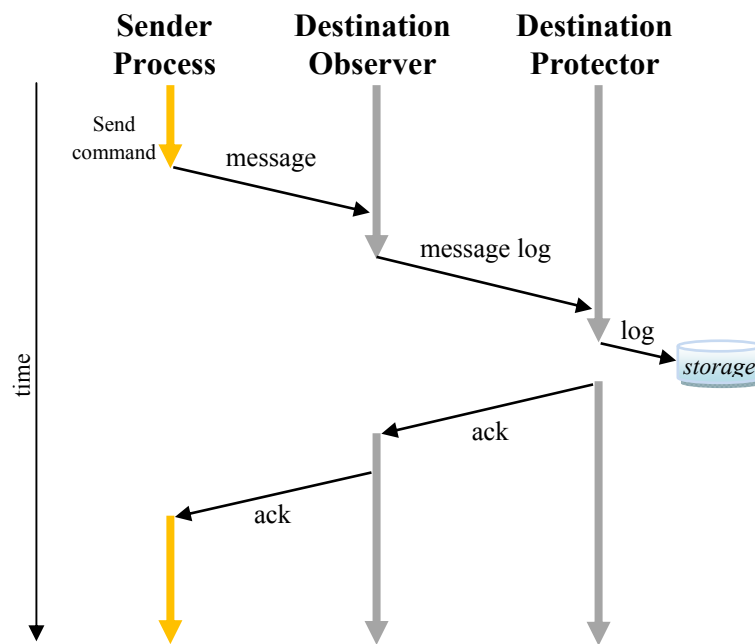 Sender
Process
Destination
Observer
Destination
Protector
Send
command
message
message log
log
storage
time
ack
ack